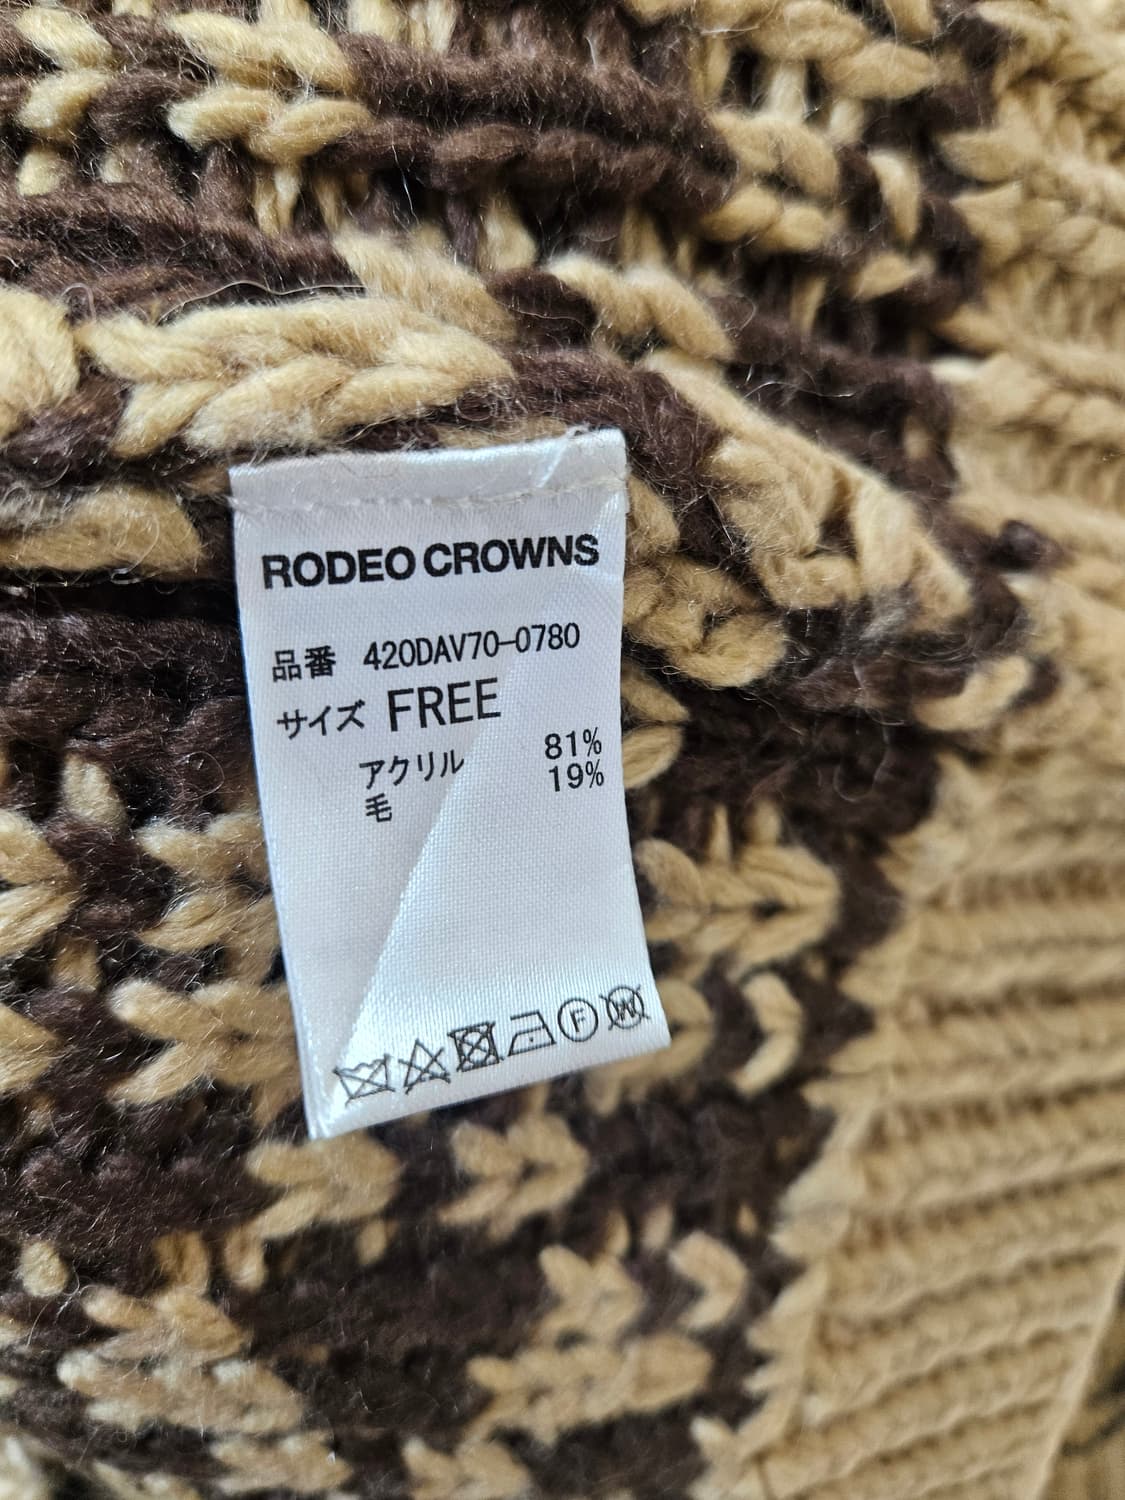 RODEO CROWNS
品番 420DAV70-0780
サイズ FREE
アクリル 81%
毛 19%
F
W